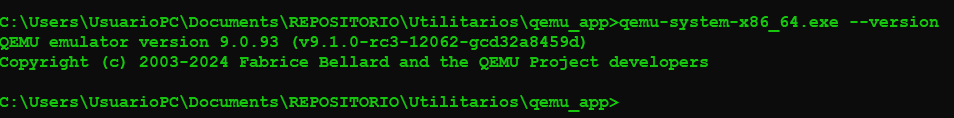 C:\Users\UsuarioPC\Documents\REPOSITORIO\Utilitarios\qemu_app>qemu-system-x86_64.exe --version
QEMU emulator version 9.0.93 (v9.1.0-rc3-12062-gcd32a8459d)
Copyright (c) 2003-2024 Fabrice Bellard and the QEMU Project developers
C:\Users\UsuarioPC\Documents\REPOSITORIO\Utilitarios\qemu_app>